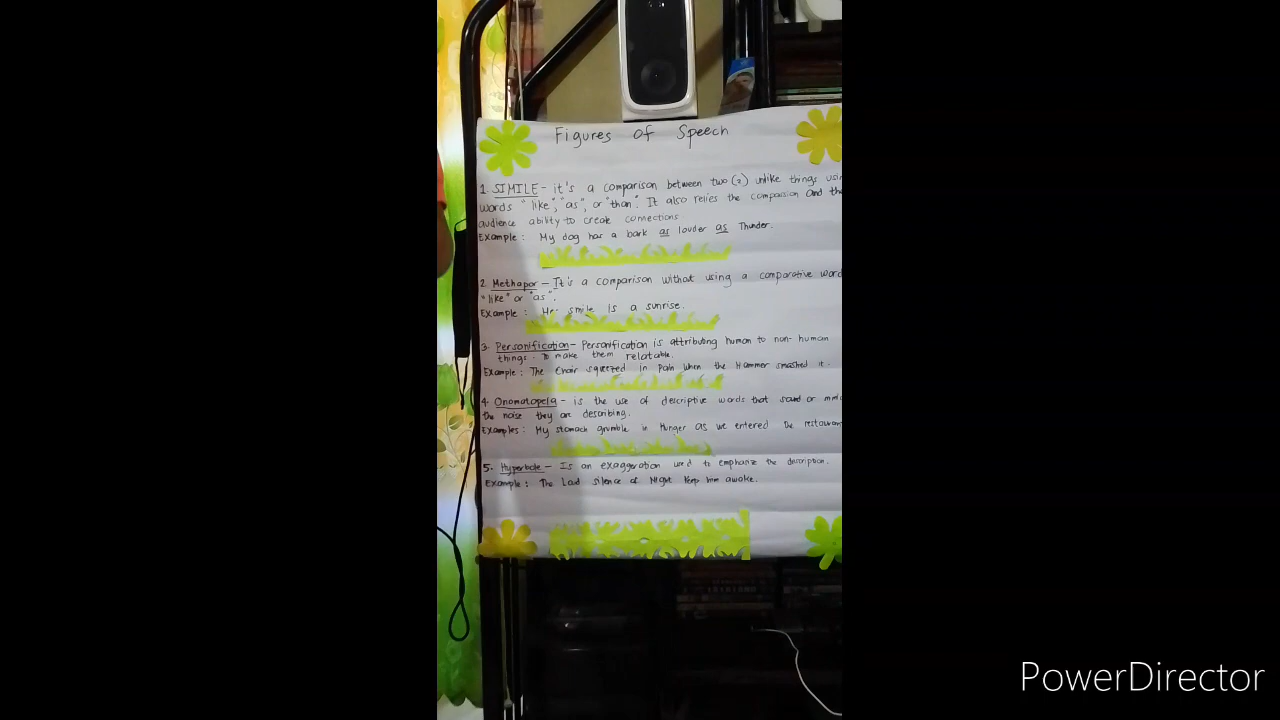 Figures of Speech
1. SIMILE - it's a comparison between two (2) unlike things usin
words "like", "as", or "than". It also relies the comparison and the
audience ability to create connections
Example : My dog has a bark as louder as Thunder.
2. Methapor - It's a comparison without using a comparative word
"like" or "as".
Example : Her smile is a sunrise.
3. Personification - Personification is attributing human to non-human
things. To make them relatable.
Example : The Chair in Pain when the Hammer smashed it.
4. - is the use of descriptive words that sound or
the noise they are describing.
Examples : My stomach grumble in Hunger as we entered the restauran
5. Hyperbole - Is an exaggeration used to the description.
Example : The Loud silence of Night Keep him awake.
PowerDirector